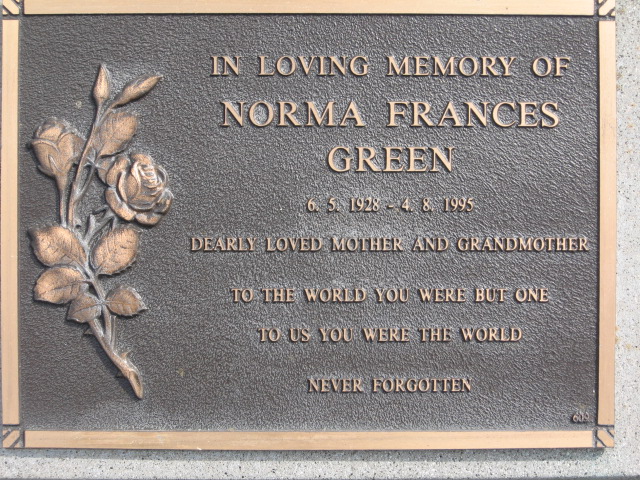 IN LOVING MEMORY OF
NORMA FRANCES
GREEN
6. 5. 1928 - 4. 8. 1995
DEARLY LOVED MOTHER AND GRANDMOTHER
TO THE WORLD YOU WERE BUT ONE
TO US YOU WERE THE WORLD
NEVER FORGOTTEN